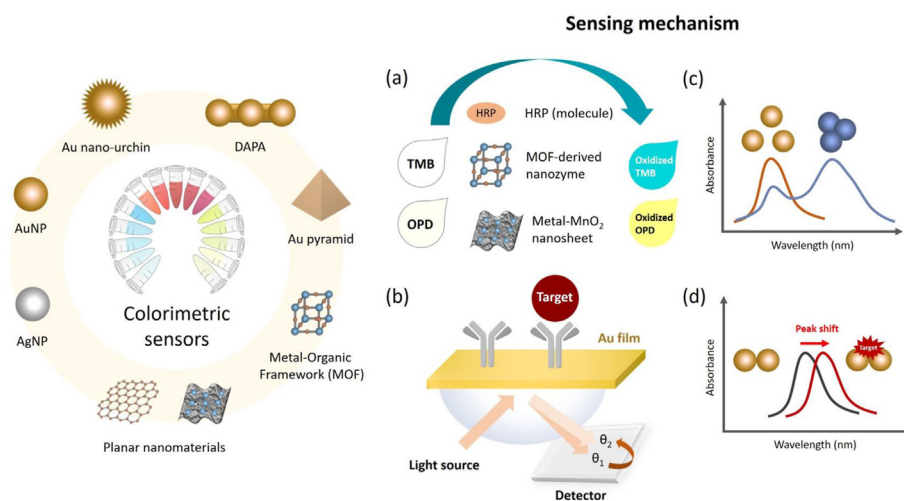 Sensing mechanism
Au nano-urchin
DAPA
AuNP
Au pyramid
AgNP
Colorimetric
sensors
Metal-Organic
Framework (MOF)
Planar nanomaterials
(a)
HRP
HRP (molecule)
TMB
MOF-derived
nanozyme
Oxidized
TMB
OPD
Metal-MnO₂
nanosheet
Oxidized
OPD
(b)
Target
Au film
Light source
θ₂
θ₁
Detector
(c)
Absorbance
Wavelength (nm)
(d)
Peak shift
Target
Absorbance
Wavelength (nm)